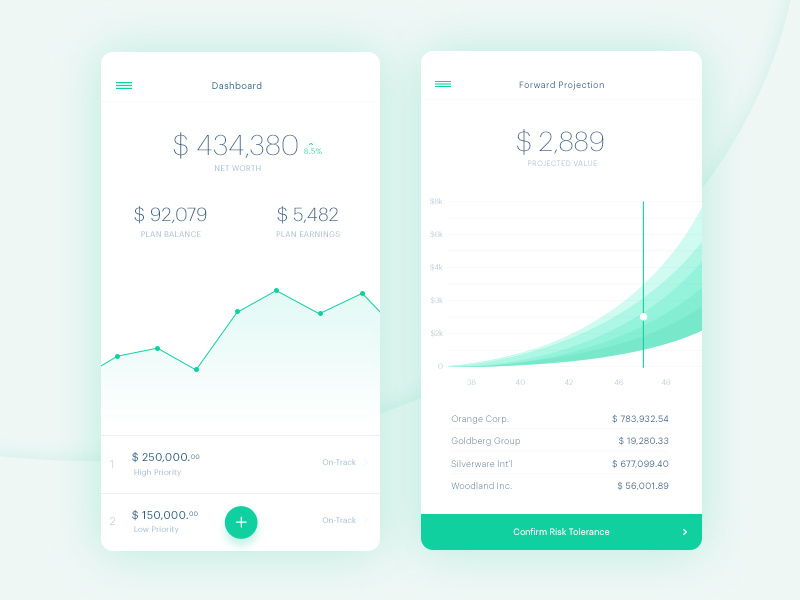 Dashboard
$ 434,380 8.5%
NET WORTH
$ 92,079 $ 5,482
PLAN BALANCE PLAN EARNINGS
1 $ 250,000.00 On-Track
High Priority
2 $ 150,000.00 On-Track
Low Priority
+
Forward Projection
$ 2,889
PROJECTED VALUE
$8k
$6k
$4k
$3k
$2k
0
36 40 42 46 48
Orange Corp. $ 783,932.54
Goldberg Group $ 19,280.33
Silverware Int'l $ 677,099.40
Woodland Inc. $ 56,001.89
Confirm Risk Tolerance